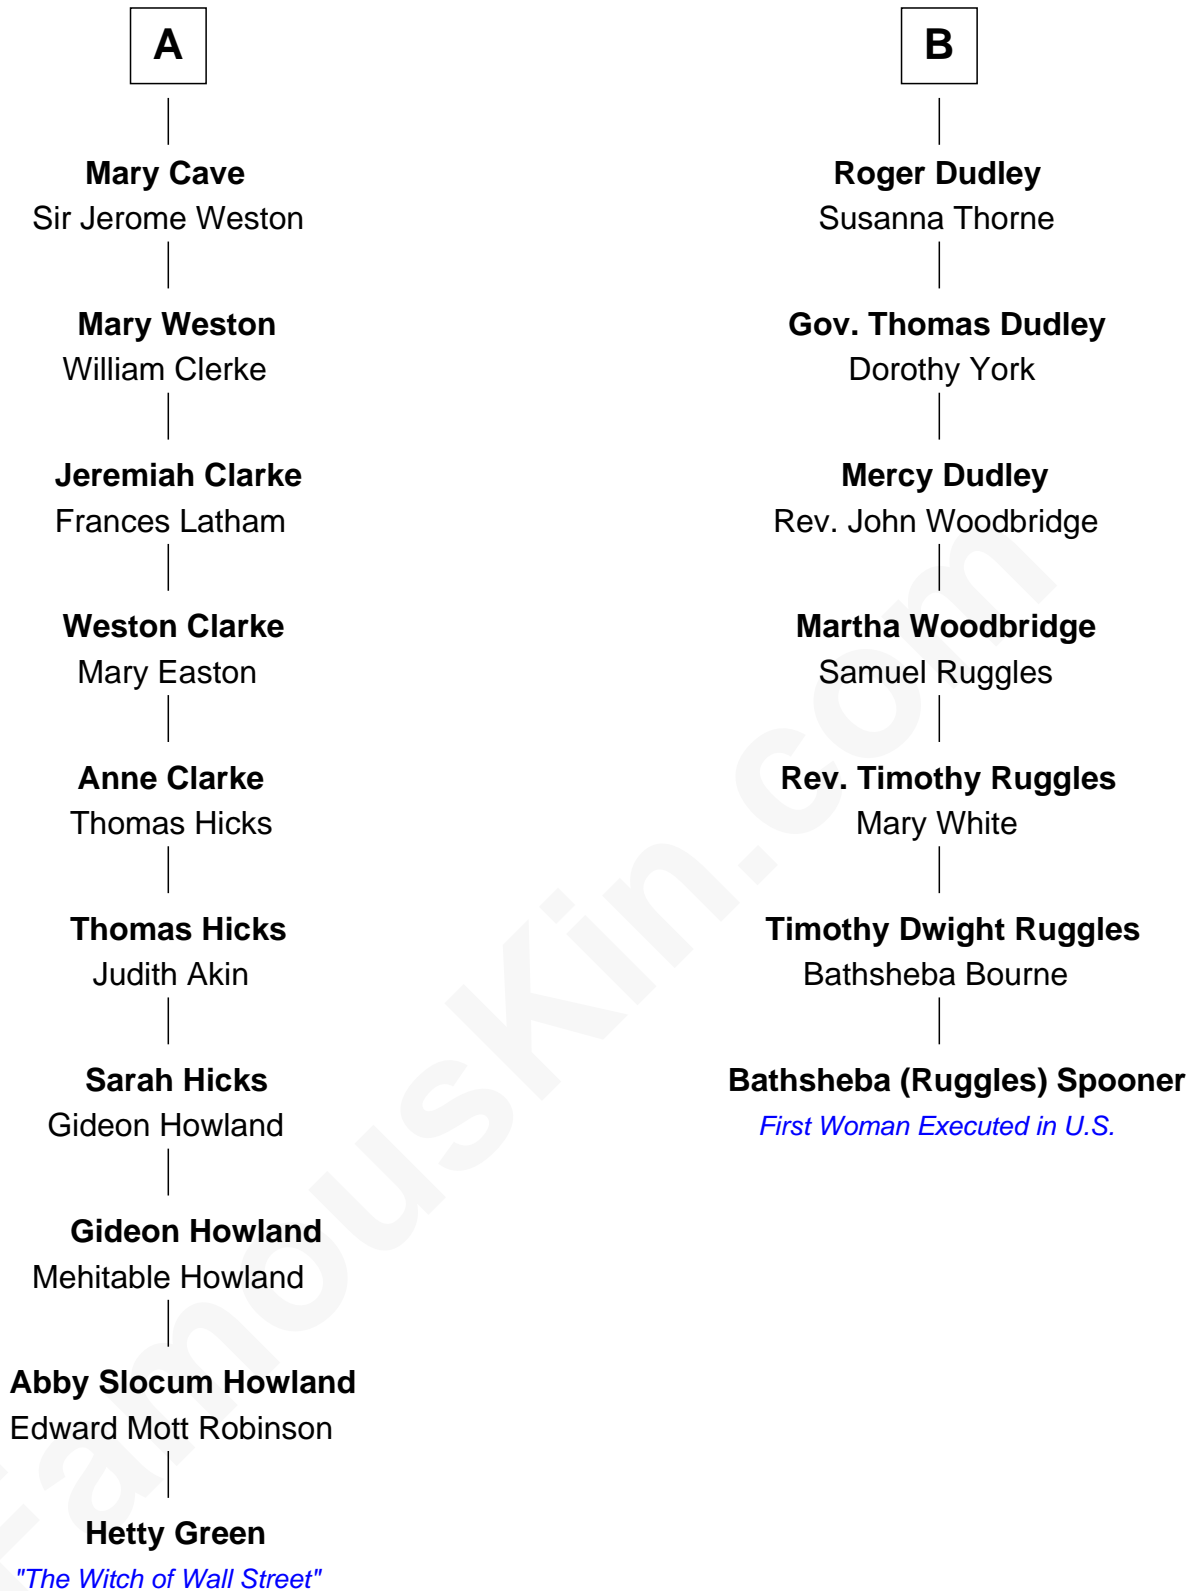 A
Mary Cave
Sir Jerome Weston
Mary Weston
William Clerke
Jeremiah Clarke
Frances Latham
Weston Clarke
Mary Easton
Anne Clarke
Thomas Hicks
Thomas Hicks
Judith Akin
Sarah Hicks
Gideon Howland
Gideon Howland
Mehitable Howland
Abby Slocum Howland
Edward Mott Robinson
Hetty Green
"The Witch of Wall Street"
B
Roger Dudley
Susanna Thorne
Gov. Thomas Dudley
Dorothy York
Mercy Dudley
Rev. John Woodbridge
Martha Woodbridge
Samuel Ruggles
Rev. Timothy Ruggles
Mary White
Timothy Dwight Ruggles
Bathsheba Bourne
Bathsheba (Ruggles) Spooner
First Woman Executed in U.S.
FamousKin.com